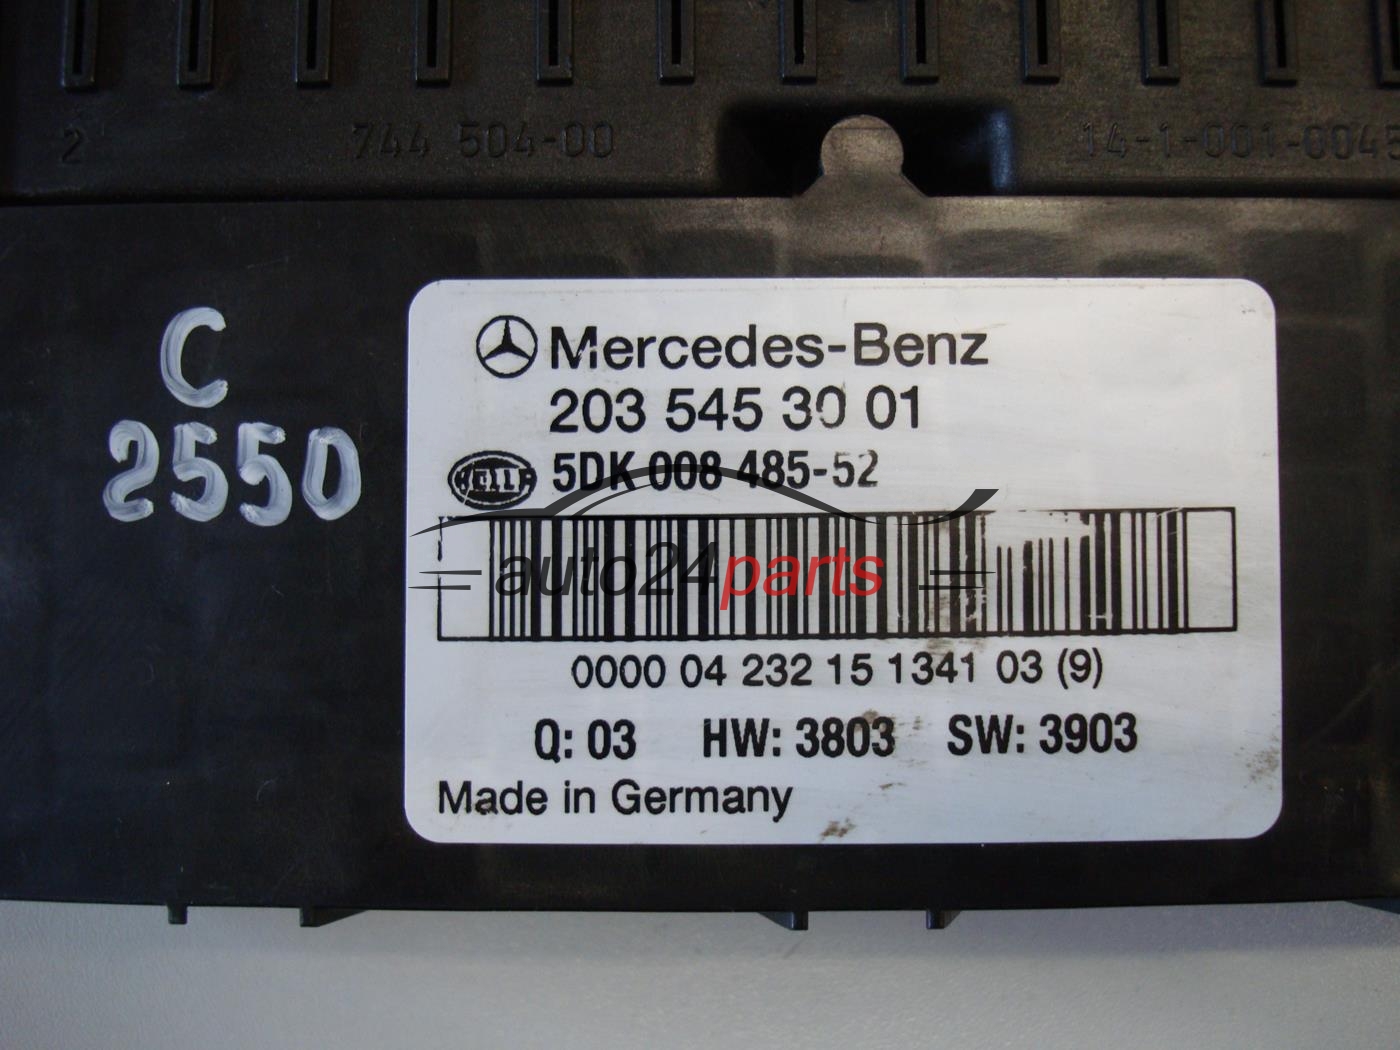 2 744 504-00 14-1-001-0045
C
2550
Mercedes-Benz
203 545 30 01
HELLA 5DK 008 485-52
auto24parts
0000 04 232 15 1341 03 (9)
Q: 03 HW: 3803 SW: 3903
Made in Germany